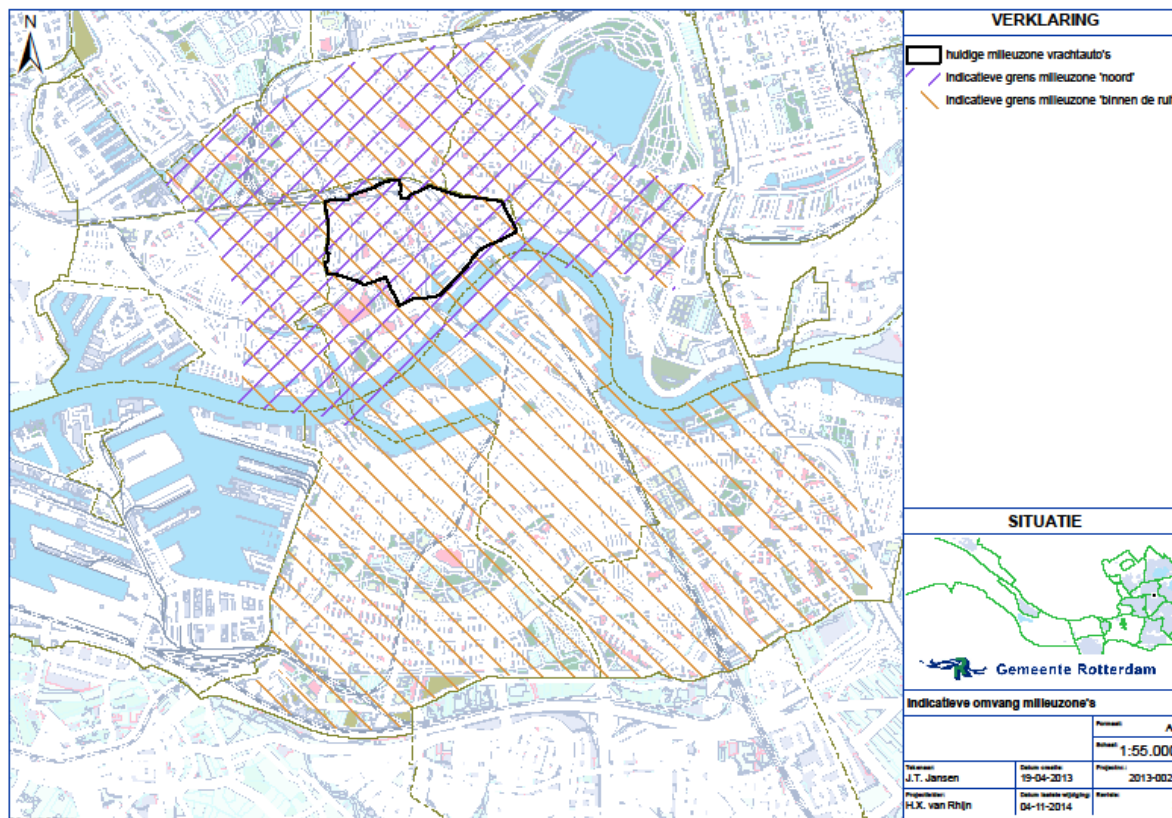 N
VERKLARING
huidige milieuzone vrachtauto's
Indicatieve grens milieuzone 'noord'
Indicatieve grens milieuzone 'binnen de rui
SITUATIE
Gemeente Rotterdam
Indicatieve omvang milieuzone's
Formaat: A
Schaal: 1:55.000
Tekenaar: Datum creatie: Projectnr.:
J.T. Jansen 19-04-2013 2013-002
Projectleider: Datum laatste wijziging: Revisie:
H.X. van Rhijn 04-11-2014